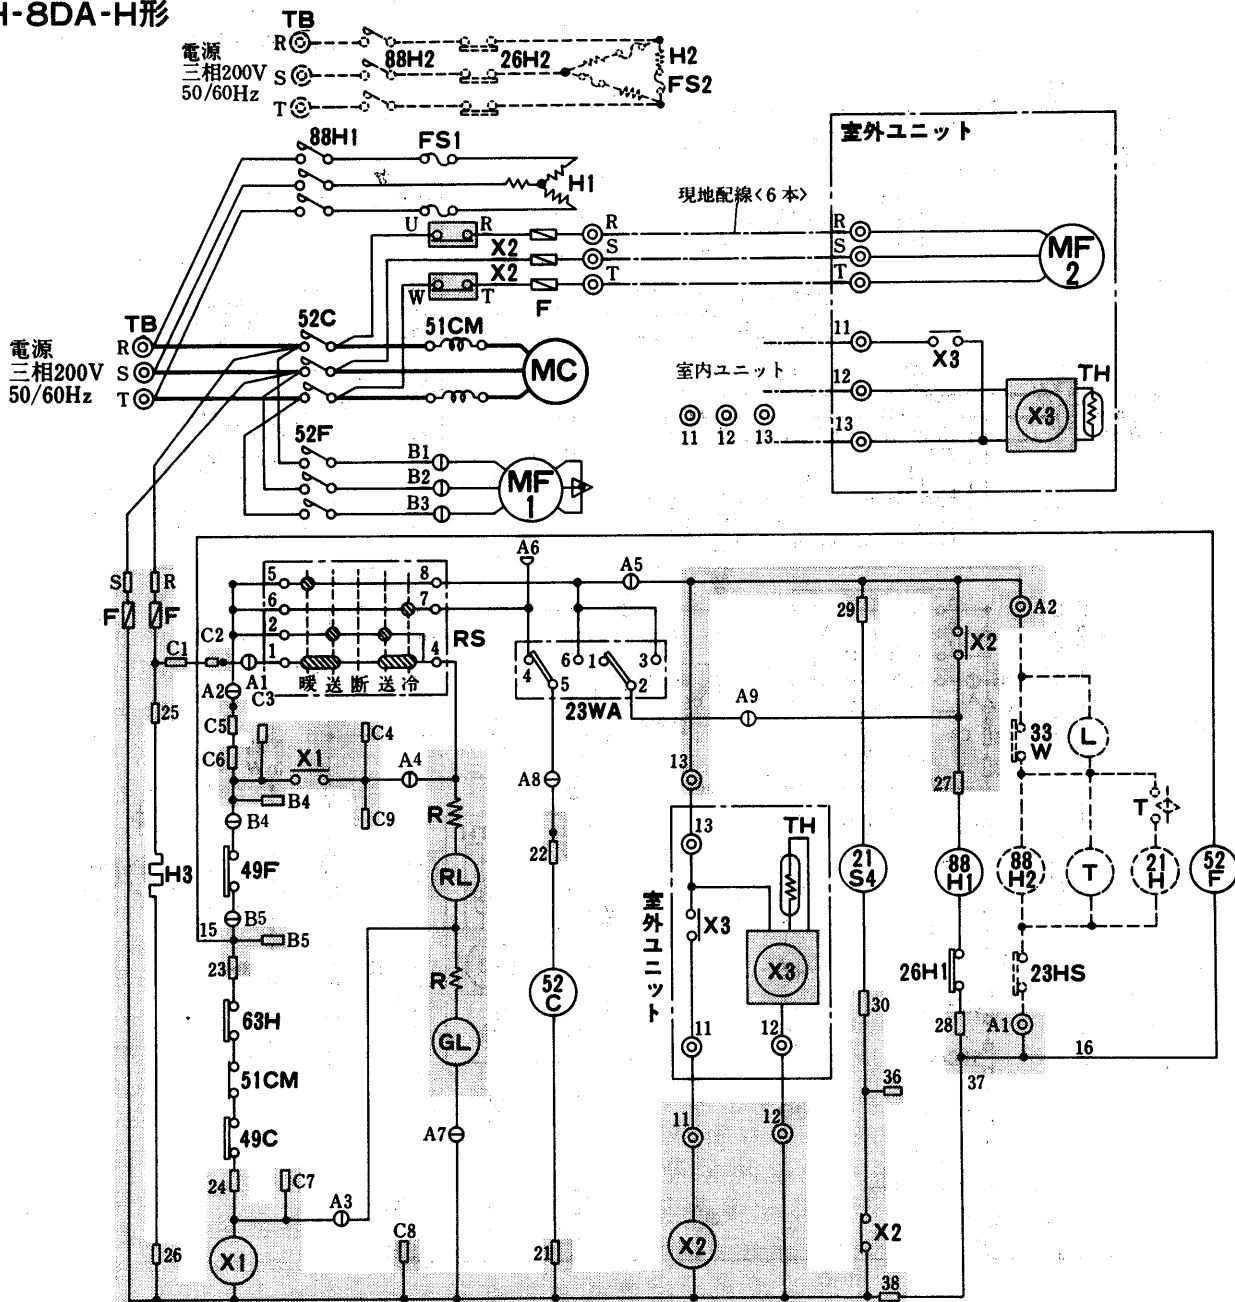 H-8DA-H形
TB
電源
三相200V
50/60Hz
R
S
T
88H2
26H2
H2
FS2
88H1
FS1
H1
室外ユニット
現地配線<6本>
U
R
X2
X2
W
T
F
R
S
T
R
S
T
MF
2
TB
電源
三相200V
50/60Hz
R
S
T
52C
51CM
MC
室内ユニット
11
12
13
11
12
13
X3
X3
TH
52F
B1
B2
B3
MF
1
S
R
F
F
C1
C2
A1
A2
C3
C5
C6
5
6
2
1
8
7
4
RS
暖 送 断 送 冷
A6
A5
4
5
6
1
3
2
23WA
A9
29
X2
A2
25
X1
C4
A4
C9
B4
B4
49F
B5
B5
15
H3
23
63H
51CM
49C
24
C7
A3
X1
26
C8
R
RL
R
GL
A7
A8
22
52
C
21
13
13
TH
室外ユニット
X3
X3
11
12
11
12
X2
21
S4
30
36
X2
38
27
88
H1
26H1
28
37
33
W
L
T
88
H2
T
21
H
52
F
23HS
A1
16